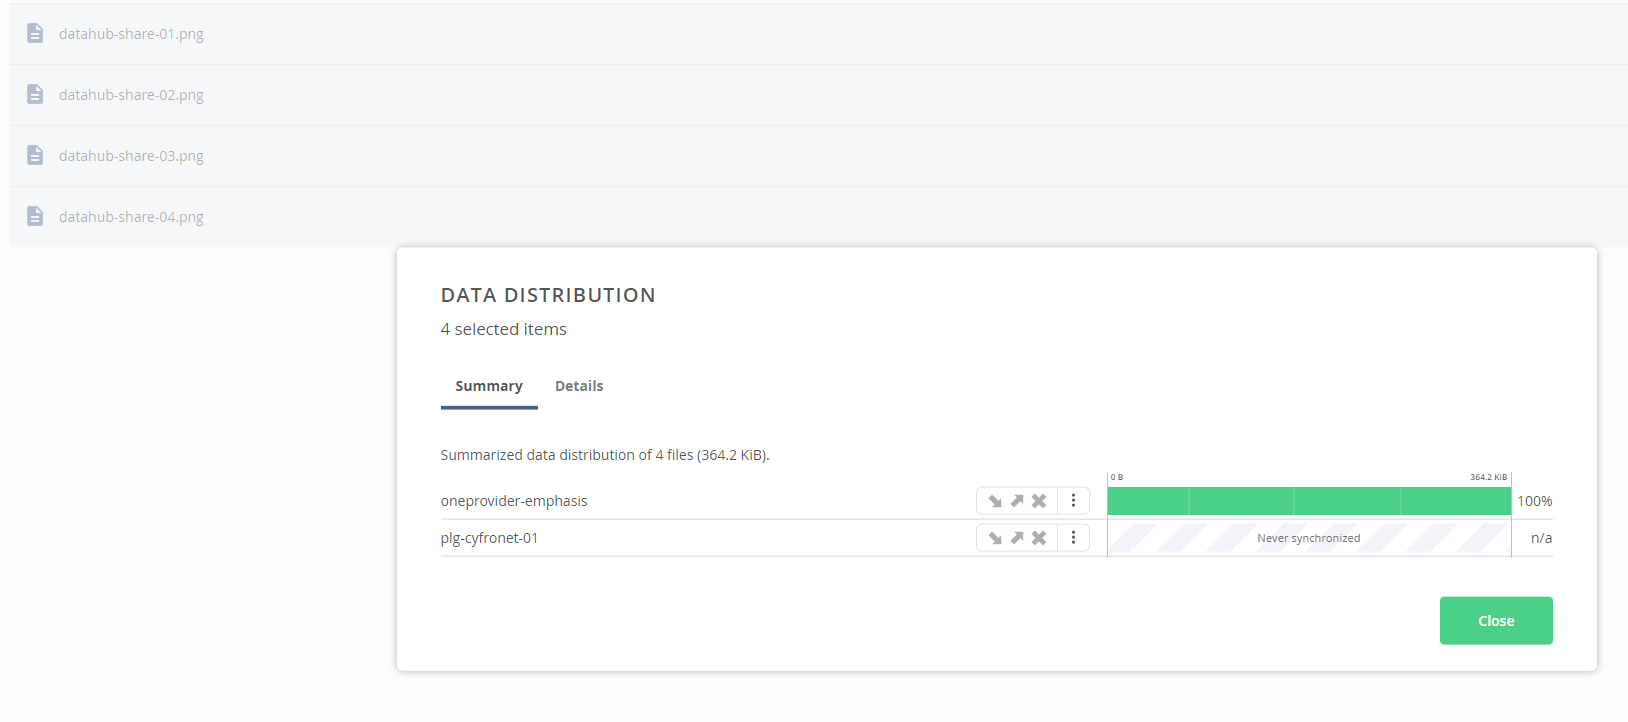 datahub-share-01.png
datahub-share-02.png
datahub-share-03.png
datahub-share-04.png
DATA DISTRIBUTION
4 selected items
Summary Details
Summarized data distribution of 4 files (364.2 KiB).
0 B 364.2 KiB
oneprovider-emphasis 100%
plg-cyfronet-01 Never synchronized n/a
Close